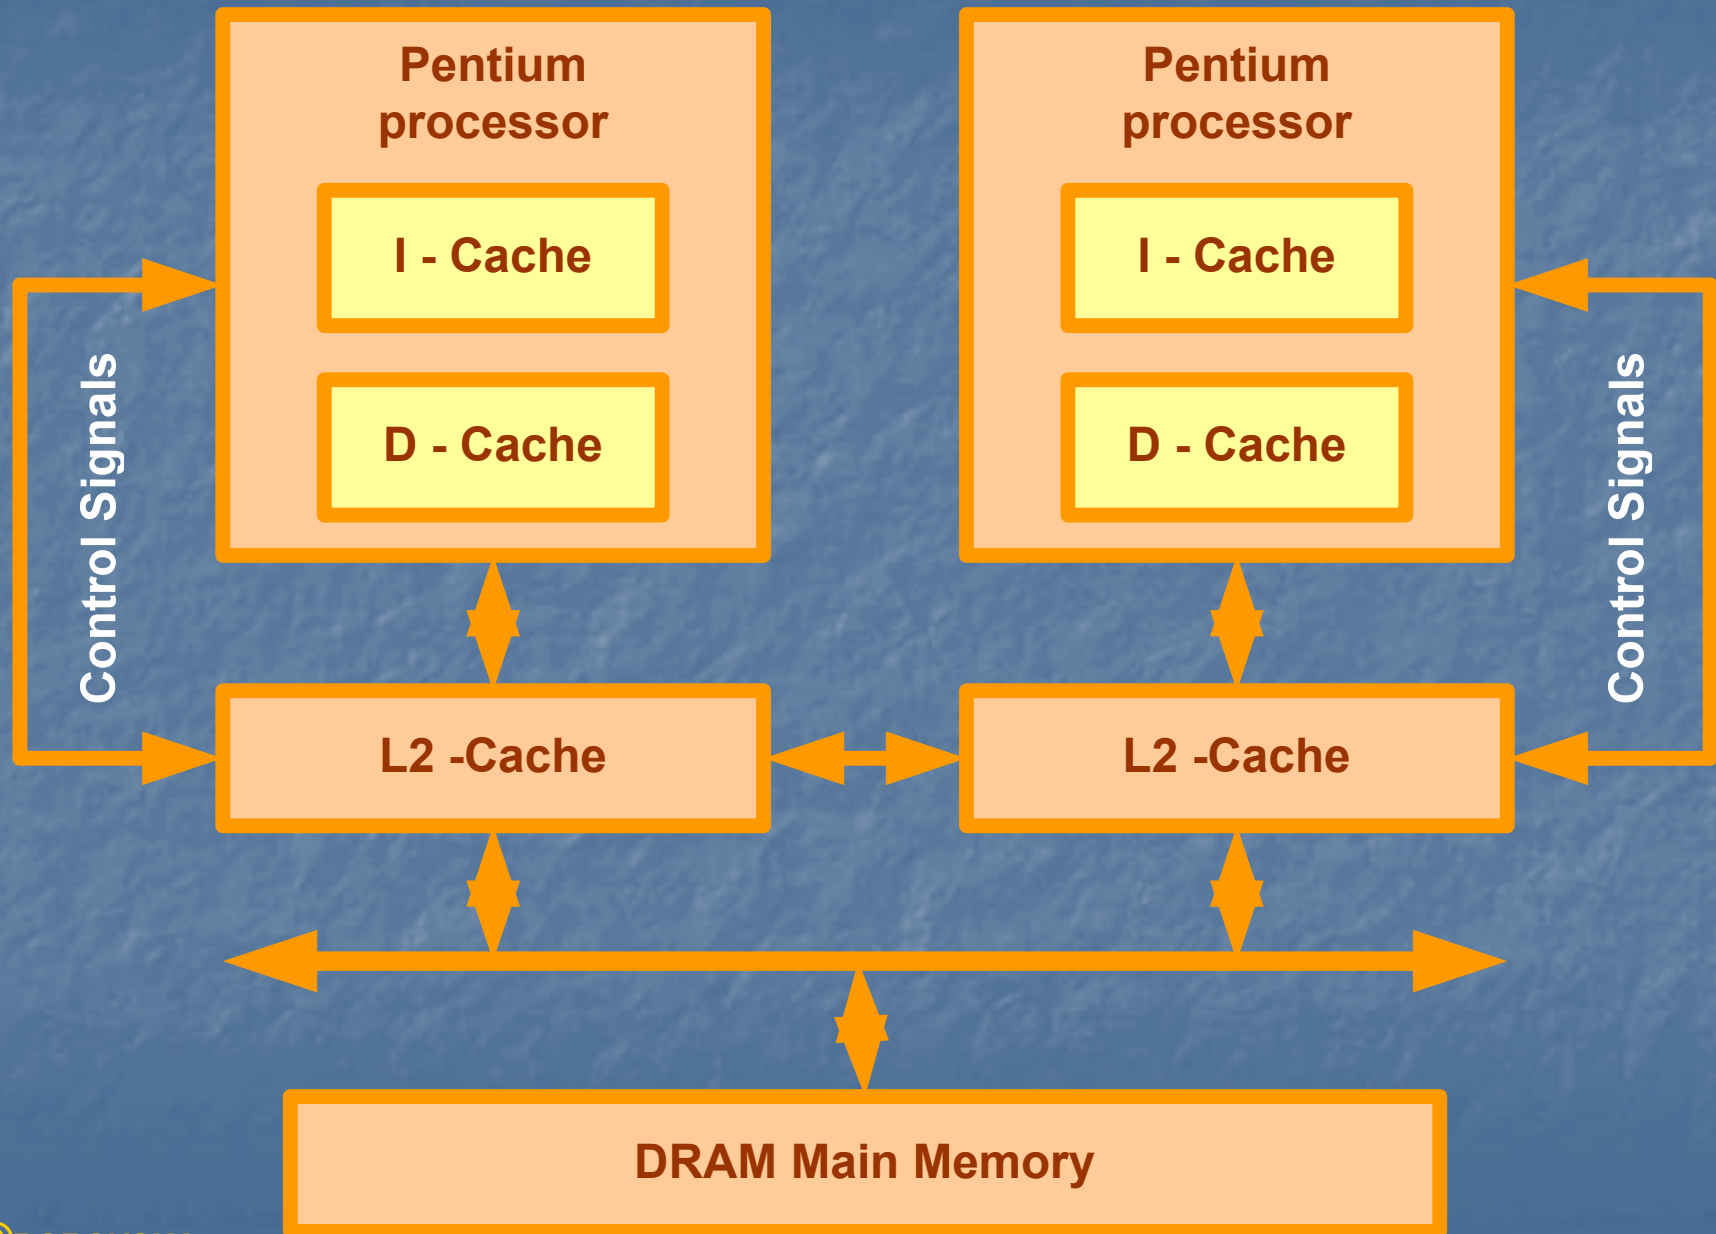 Pentium
processor
I - Cache
D - Cache
Control Signals
L2 -Cache
Pentium
processor
I - Cache
D - Cache
Control Signals
L2 -Cache
DRAM Main Memory